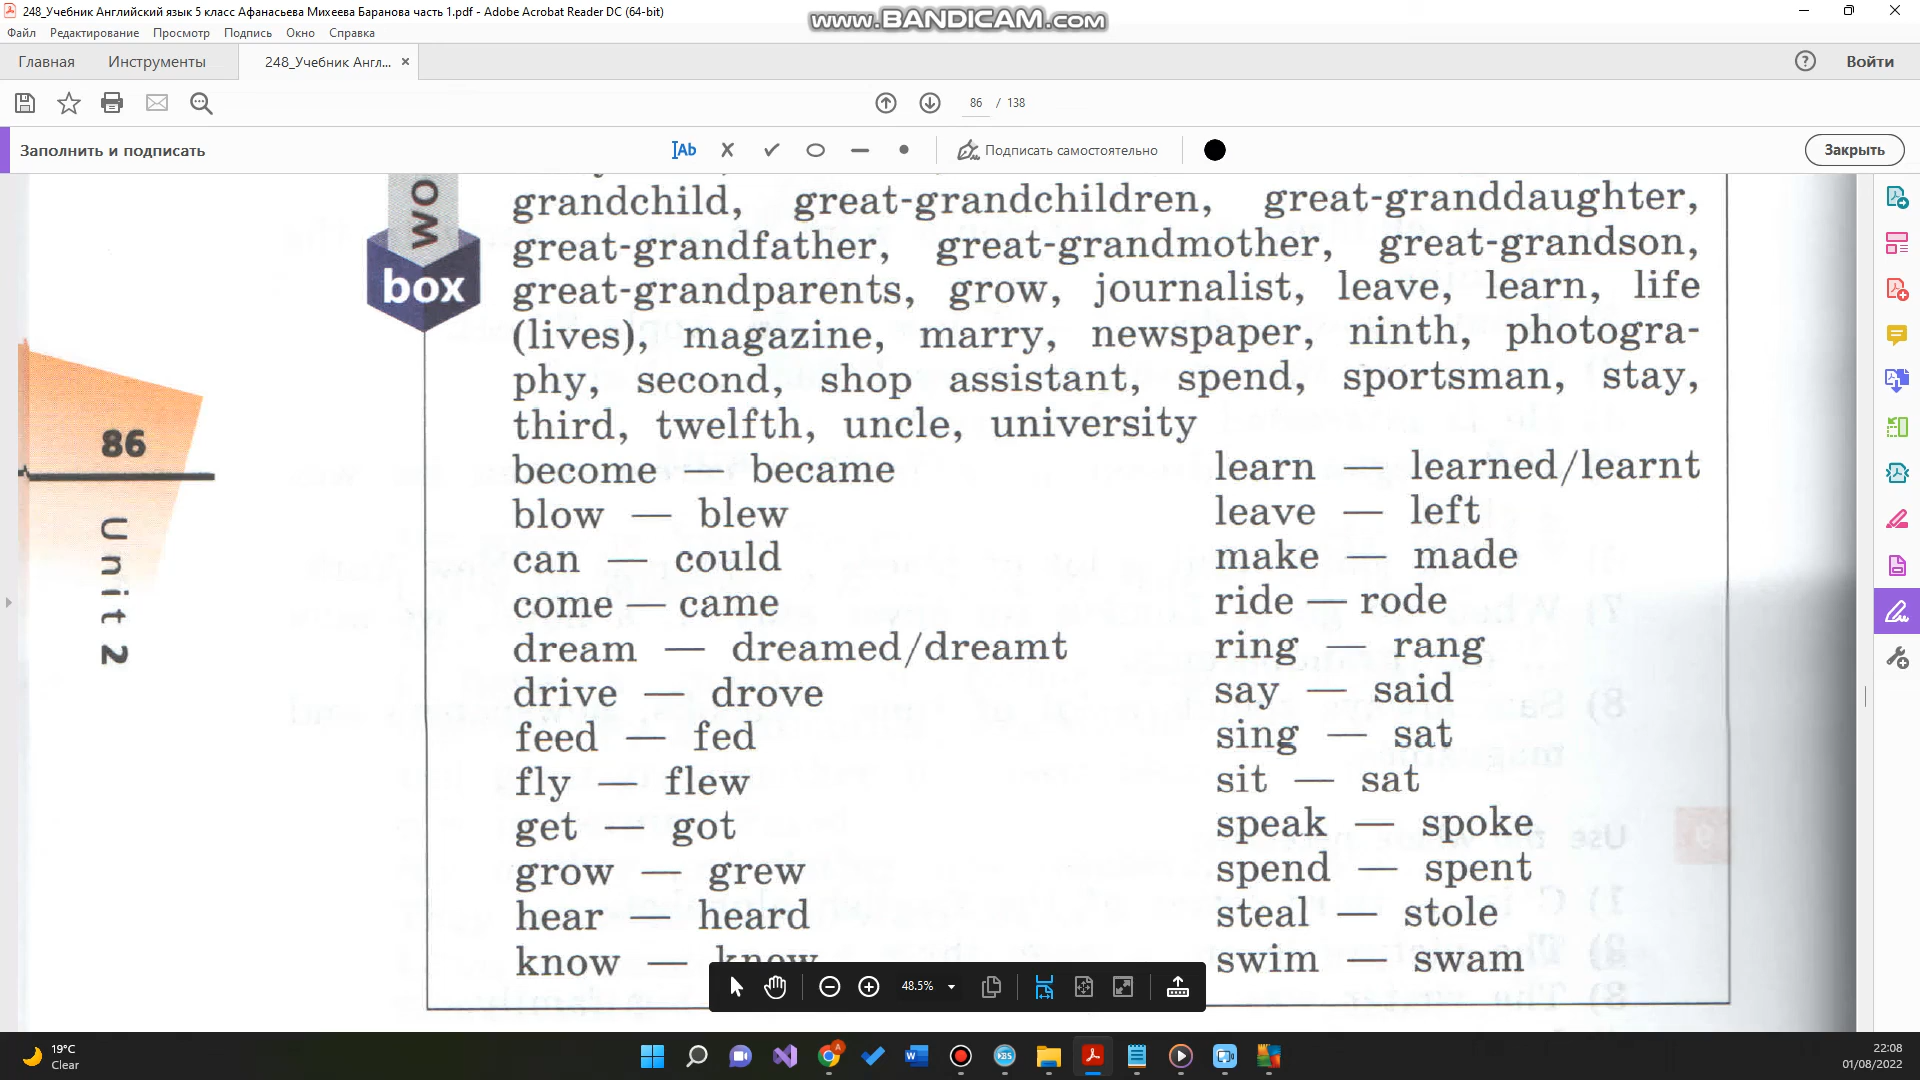 248_Учебник Английский язык 5 класс Афанасьева Михеева Баранова часть 1.pdf - Adobe Acrobat Reader DC (64-bit)
www.BANDICAM.com
Файл Редактирование Просмотр Подпись Окно Справка
Главная Инструменты 248_Учебник Англ... × Войти
86 / 138
Заполнить и подписать Подписать самостоятельно Закрыть
wo
box
grandchild, great-grandchildren, great-granddaughter,
great-grandfather, great-grandmother, great-grandson,
great-grandparents, grow, journalist, leave, learn, life
(lives), magazine, marry, newspaper, ninth, photogra-
phy, second, shop assistant, spend, sportsman, stay,
third, twelfth, uncle, university
become — became
blow — blew
can — could
come — came
dream — dreamed/dreamt
drive — drove
feed — fed
fly — flew
get — got
grow — grew
hear — heard
know — know
learn — learned/learnt
leave — left
make — made
ride — rode
ring — rang
say — said
sing — sat
sit — sat
speak — spoke
spend — spent
steal — stole
swim — swam
86
Unit 2
48.5%
19°C
Clear
22:08
01/08/2022